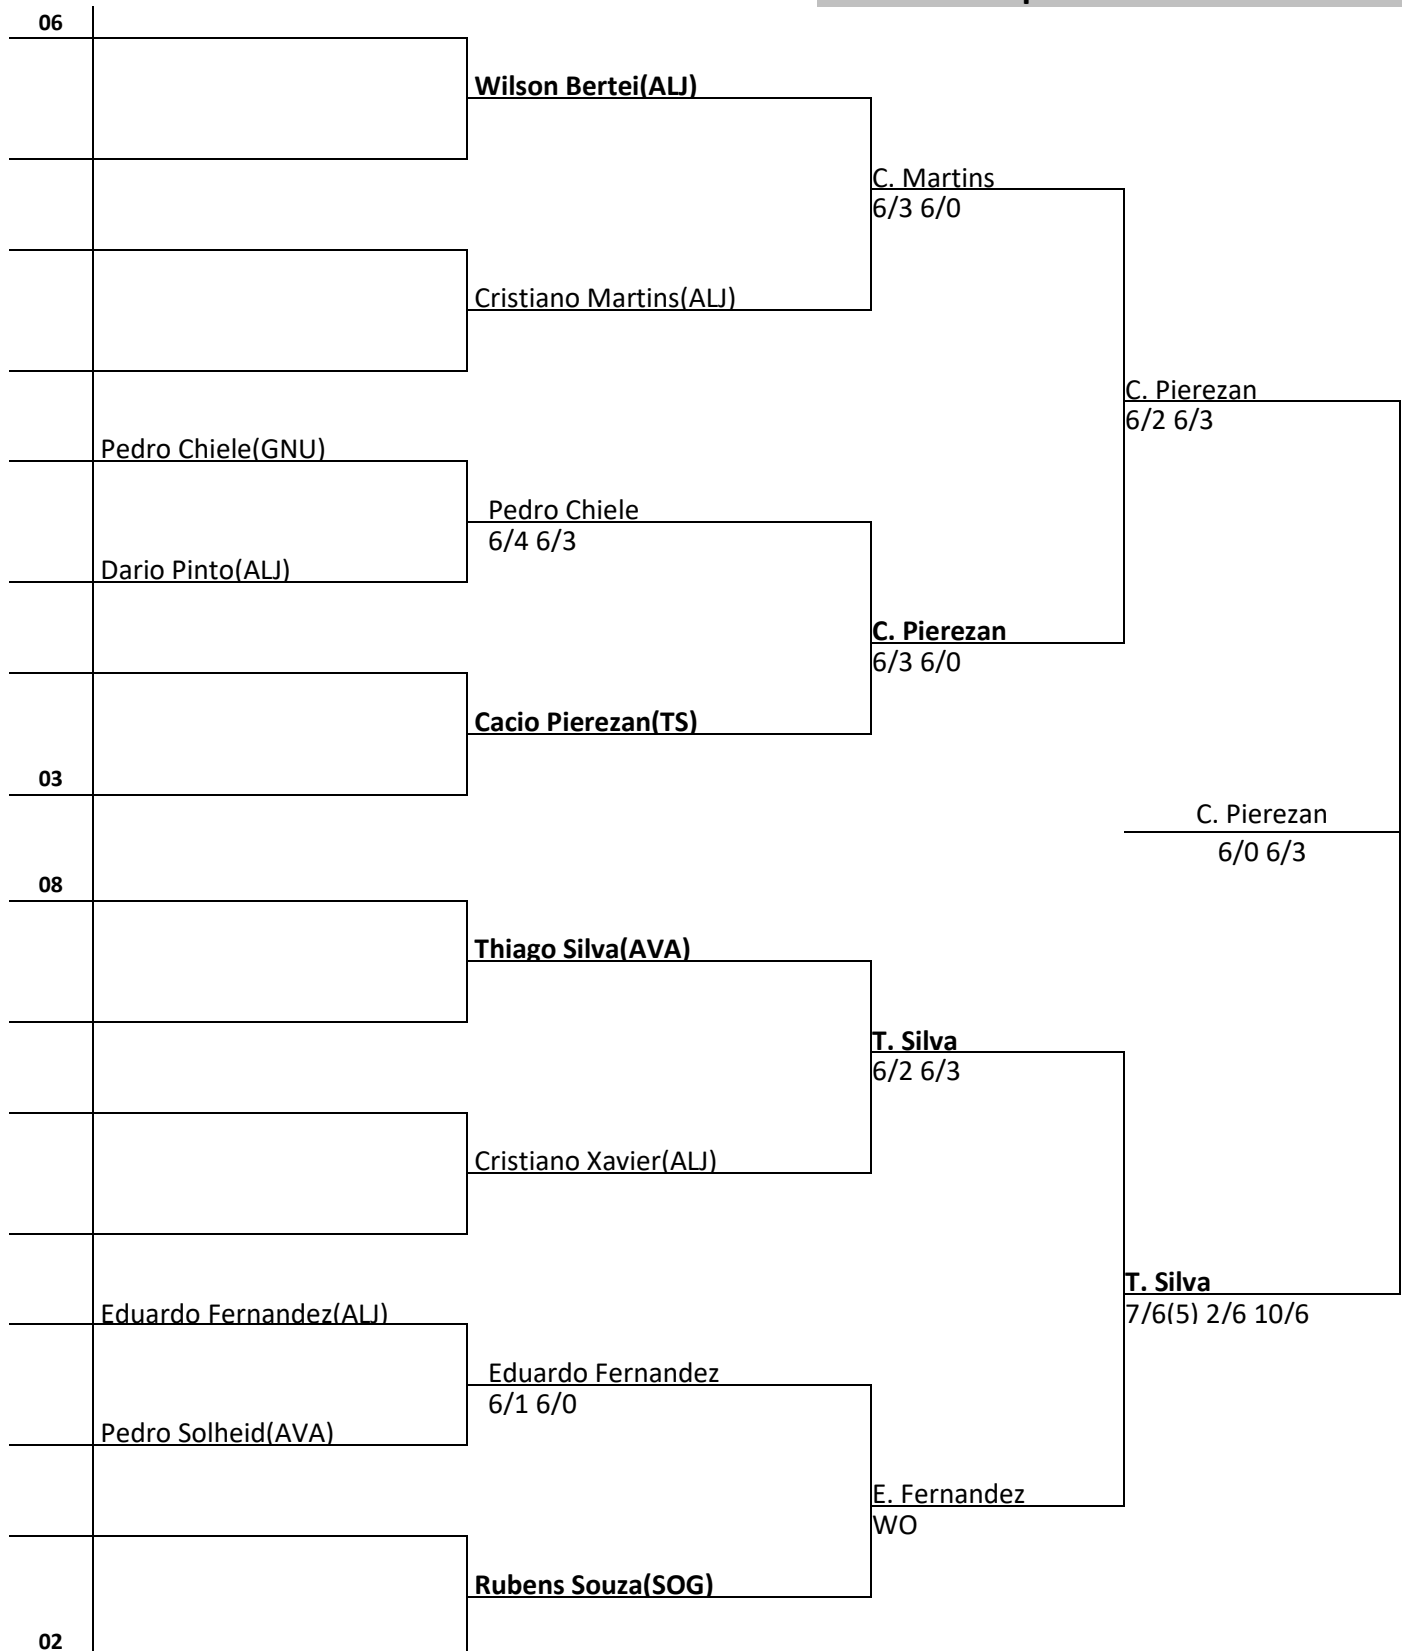 06
Wilson Bertei(ALJ)
C. Martins
6/3 6/0
Cristiano Martins(ALJ)
C. Pierezan
6/2 6/3
Pedro Chiele(GNU)
Pedro Chiele
6/4 6/3
Dario Pinto(ALJ)
C. Pierezan
6/3 6/0
Cacio Pierezan(TS)
03
C. Pierezan
6/0 6/3
08
Thiago Silva(AVA)
T. Silva
6/2 6/3
Cristiano Xavier(ALJ)
T. Silva
7/6(5) 2/6 10/6
Eduardo Fernandez(ALJ)
Eduardo Fernandez
6/1 6/0
Pedro Solheid(AVA)
E. Fernandez
WO
Rubens Souza(SOG)
02